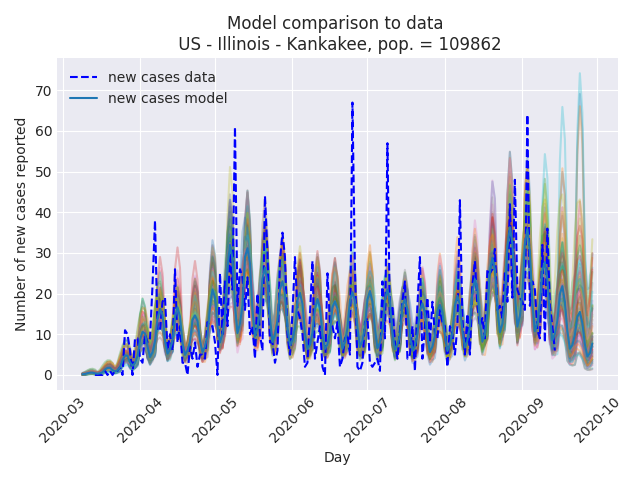 Model comparison to data
US - Illinois - Kankakee, pop. = 109862
new cases data
new cases model
Number of new cases reported
70
60
50
40
30
20
10
0
2020-03
2020-04
2020-05
2020-06
2020-07
2020-08
2020-09
2020-10
Day